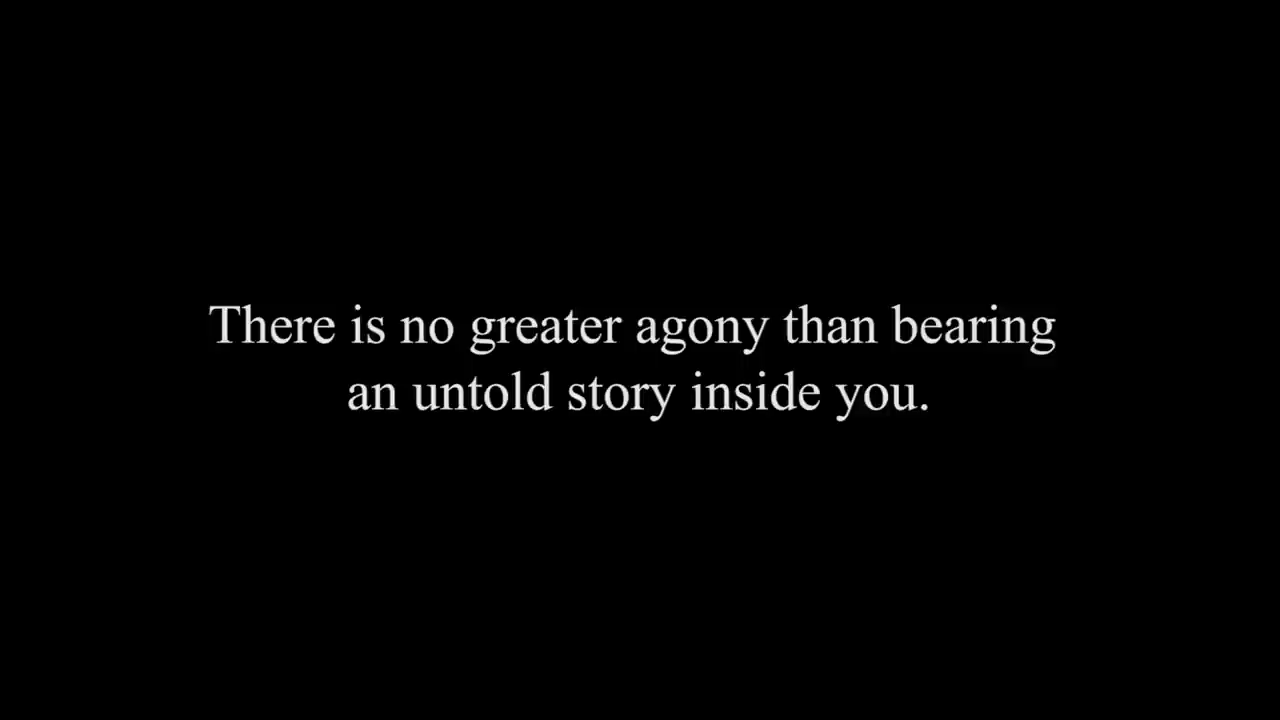 There is no greater agony than bearing
an untold story inside you.